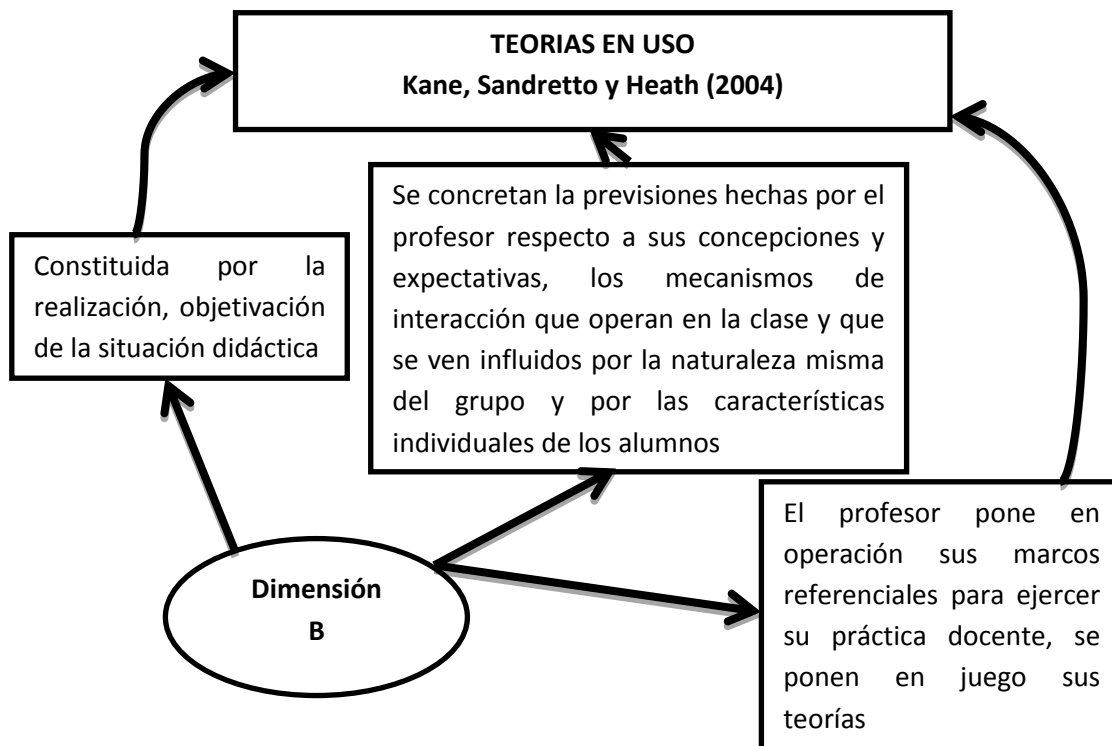 TEORIAS EN USO
Kane, Sandretto y Heath (2004)
Se concretan la previsiones hechas por el
profesor respecto a sus concepciones y
expectativas, los mecanismos de
interacción que operan en la clase y que
se ven influidos por la naturaleza misma
del grupo y por las características
individuales de los alumnos
Constituida por la
realización, objetivación
de la situación didáctica
El profesor pone en
operación sus marcos
referenciales para ejercer
su práctica docente, se
ponen en juego sus
teorías
Dimensión
B